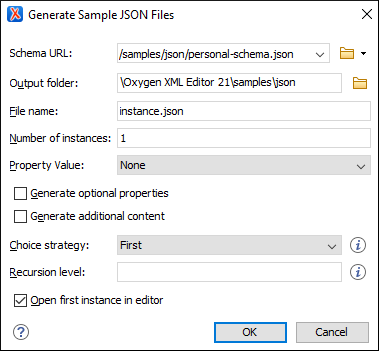 Generate Sample JSON Files
Schema URL: /samples/json/personal-schema.json
Output folder: \Oxygen XML Editor 21\samples\json
File name: instance.json
Number of instances: 1
Property Value: None
Generate optional properties
Generate additional content
Choice strategy: First
Recursion level:
Open first instance in editor
OK Cancel